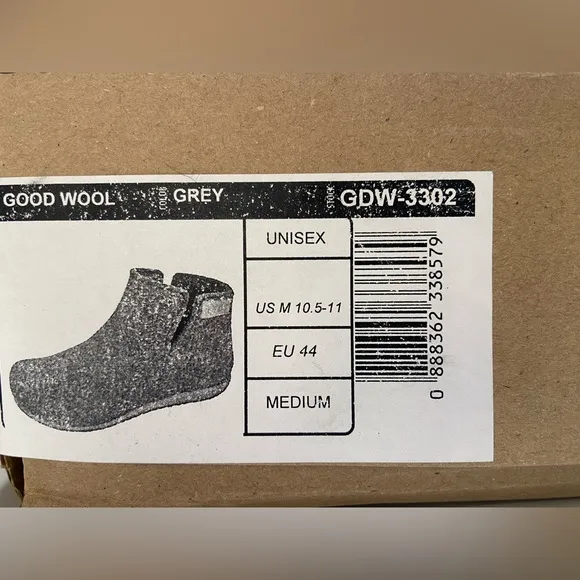 GOOD WOOL COLOR GREY STOCK GDW-3302
UNISEX
US M 10.5-11
EU 44
MEDIUM
0 888362 338579